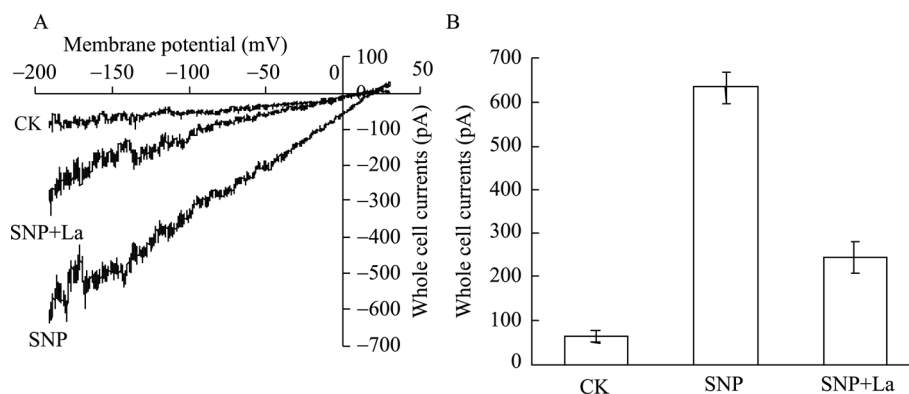 A
Membrane potential (mV)
−200 −150 −100 −50 0 50
100
0
−100
−200
−300
−400
−500
−600
−700
Whole cell currents (pA)
CK
SNP+La
SNP
B
Whole cell currents (pA)
700
600
500
400
300
200
100
0
CK SNP SNP+La